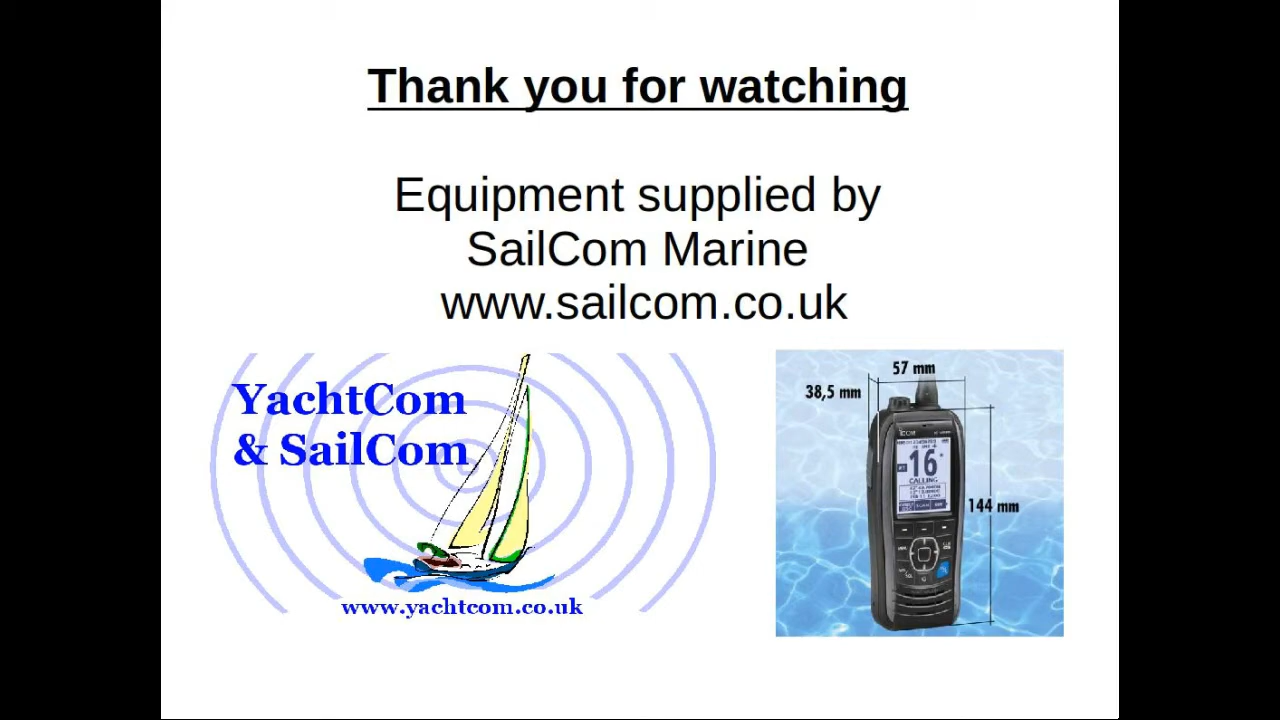 Thank you for watching
Equipment supplied by
SailCom Marine
www.sailcom.co.uk
YachtCom
& SailCom
www.yachtcom.co.uk
57 mm
38,5 mm
ICOM
16
CALLING
144 mm